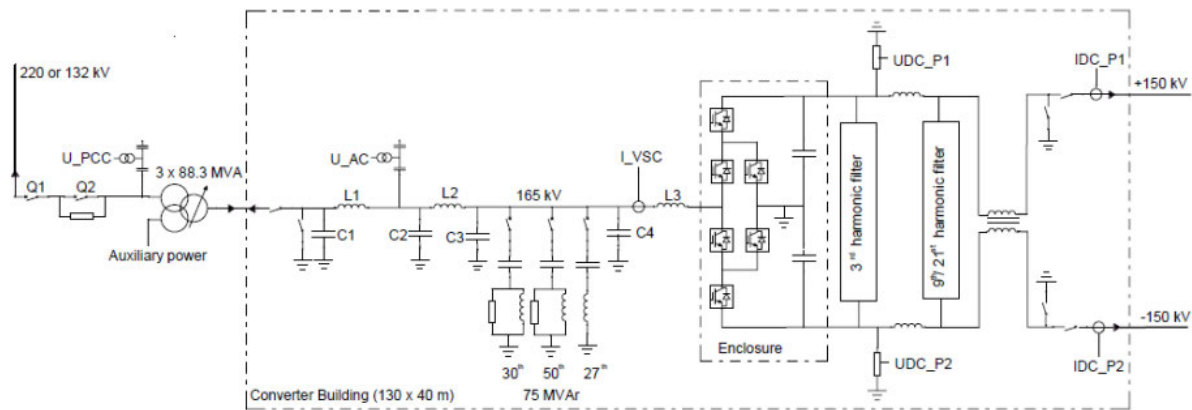 220 or 132 kV
U_PCC
Q1
Q2
3 x 88.3 MVA
Auxiliary power
U_AC
L1
L2
C1
C2
C3
165 kV
I_VSC
L3
C4
30th
50th
27th
75 MVAr
Converter Building (130 x 40 m)
Enclosure
UDC_P1
3rd harmonic filter
9th/21st harmonic filter
UDC_P2
IDC_P1
+150 kV
-150 kV
IDC_P2